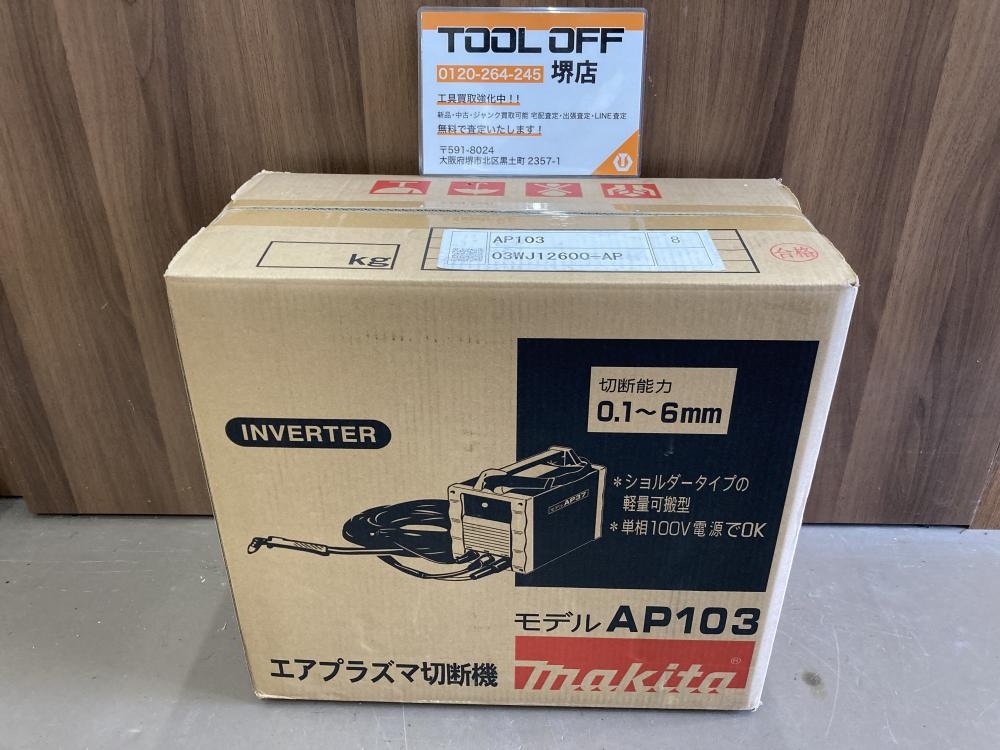 TOOL OFF
0120-264-245 堺店
工具買取強化中！！
新品・中古・ジャンク買取可能 宅配査定・出張査定・LINE査定
無料で査定いたします！
〒591-8024
大阪府堺市北区黒土町 2357-1
kg
AP103 8
03WJ12600-AP
合格
切断能力
0.1～6mm
INVERTER
*ショルダータイプの
軽量可搬型
*単相100V電源でOK
モデル AP37
モデル AP103
エアプラズマ切断機
makita®